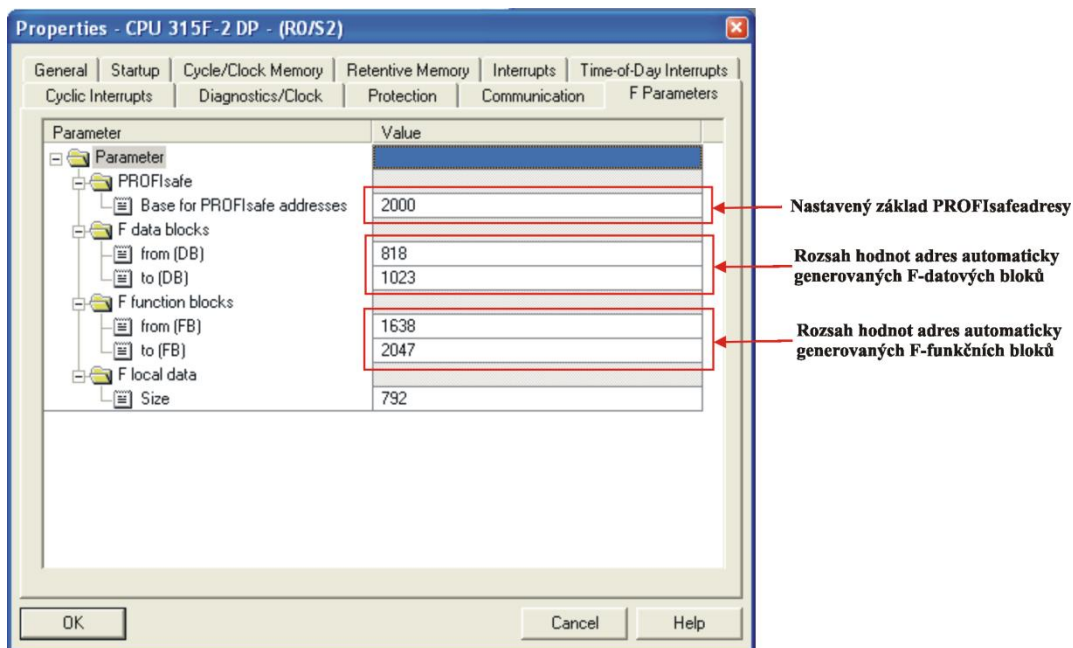 Properties - CPU 315F-2 DP - (R0/S2)
General Startup Cycle/Clock Memory Retentive Memory Interrupts Time-of-Day Interrupts
Cyclic Interrupts Diagnostics/Clock Protection Communication F Parameters
Parameter Value
Parameter
PROFIsafe
Base for PROFIsafe addresses 2000
F data blocks
from (DB) 818
to (DB) 1023
F function blocks
from (FB) 1638
to (FB) 2047
F local data
Size 792
OK Cancel Help
Nastavený základ PROFIsafeadresy
Rozsah hodnot adres automaticky
generovaných F-datových bloků
Rozsah hodnot adres automaticky
generovaných F-funkčních bloků